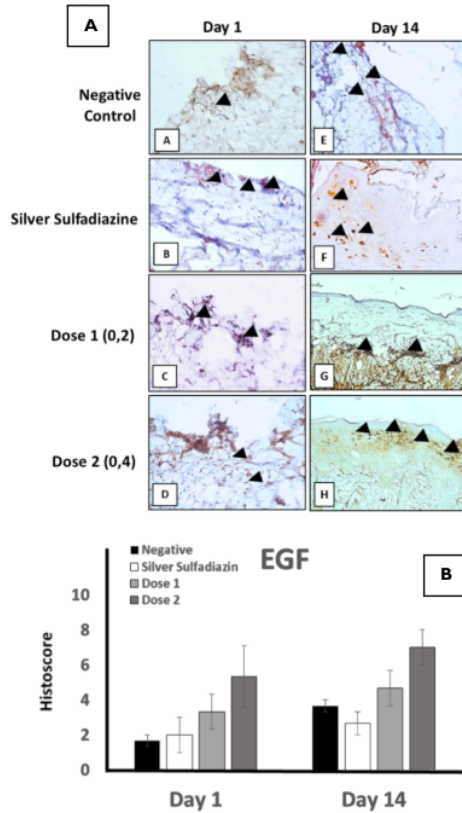 A
Day 1
Day 14
Negative
Control
A
E
Silver Sulfadiazine
B
F
Dose 1 (0,2)
C
G
Dose 2 (0,4)
D
H
EGF
B
Negative
Silver Sulfadiazin
Dose 1
Dose 2
Histoscore
10
8
6
4
2
0
Day 1
Day 14